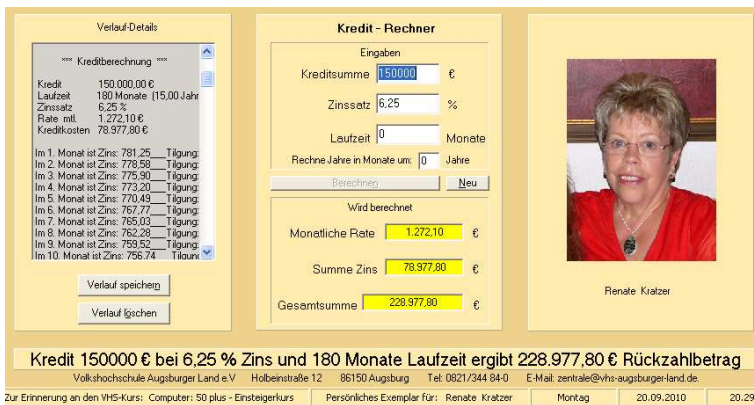 Verlauf-Details
*** Kreditberechnung ***
Kredit 150.000,00 €
Laufzeit 180 Monate (15,00 Jahr
Zinssatz 6,25 %
Rate mtl. 1.272,10 €
Kreditkosten 78.977,80 €
Im 1. Monat ist Zins: 781,25___Tilgung:
Im 2. Monat ist Zins: 778,58___Tilgung:
Im 3. Monat ist Zins: 775,90___Tilgung:
Im 4. Monat ist Zins: 773,20___Tilgung:
Im 5. Monat ist Zins: 770,49___Tilgung:
Im 6. Monat ist Zins: 767,77___Tilgung:
Im 7. Monat ist Zins: 765,03___Tilgung:
Im 8. Monat ist Zins: 762,28___Tilgung:
Im 9. Monat ist Zins: 759,52___Tilgung:
Im 10. Monat ist Zins: 756,74___Tilgung
Verlauf speichern
Verlauf löschen
Kredit - Rechner
Eingaben
Kreditsumme 150000 €
Zinssatz 6,25 %
Laufzeit 0 Monate
Rechne Jahre in Monate um: 0 Jahre
Berechnen Neu
Wird berechnet
Monatliche Rate 1.272,10 €
Summe Zins 78.977,80 €
Gesamtsumme 228.977,80 €
Renate Kratzer
Kredit 150000 € bei 6,25 % Zins und 180 Monate Laufzeit ergibt 228.977,80 € Rückzahlbetrag
Volkshochschule Augsburger Land e.V Holbeinstraße 12 86150 Augsburg Tel: 0821/344 84-0 E-Mail: zentrale@vhs-augsburger-land.de.
Zur Erinnerung an den VHS-Kurs: Computer: 50 plus - Einsteigerkurs Persönliches Exemplar für: Renate Kratzer Montag 20.09.2010 20:2